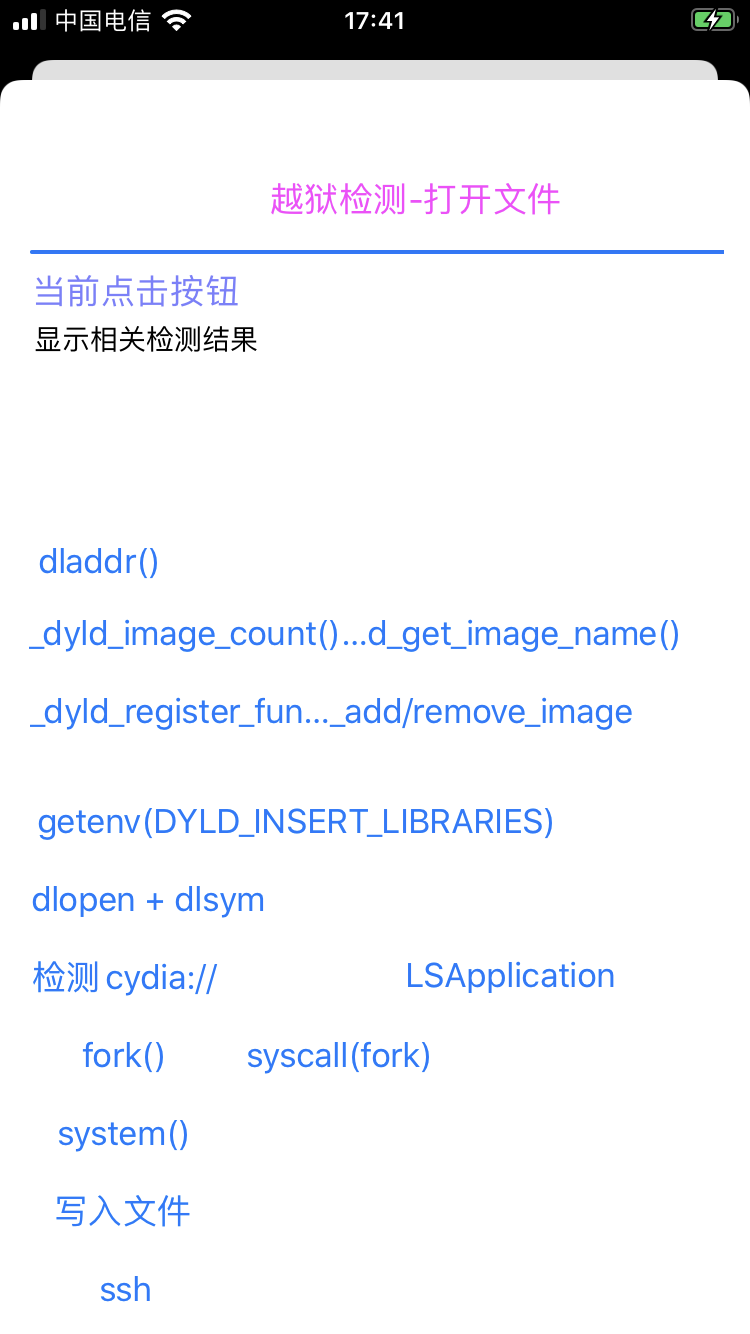 中国电信 17:41
越狱检测-打开文件
当前点击按钮
显示相关检测结果
dladdr()
_dyld_image_count()...d_get_image_name()
_dyld_register_fun..._add/remove_image
getenv(DYLD_INSERT_LIBRARIES)
dlopen + dlsym
检测 cydia:// LSApplication
fork() syscall(fork)
system()
写入文件
ssh